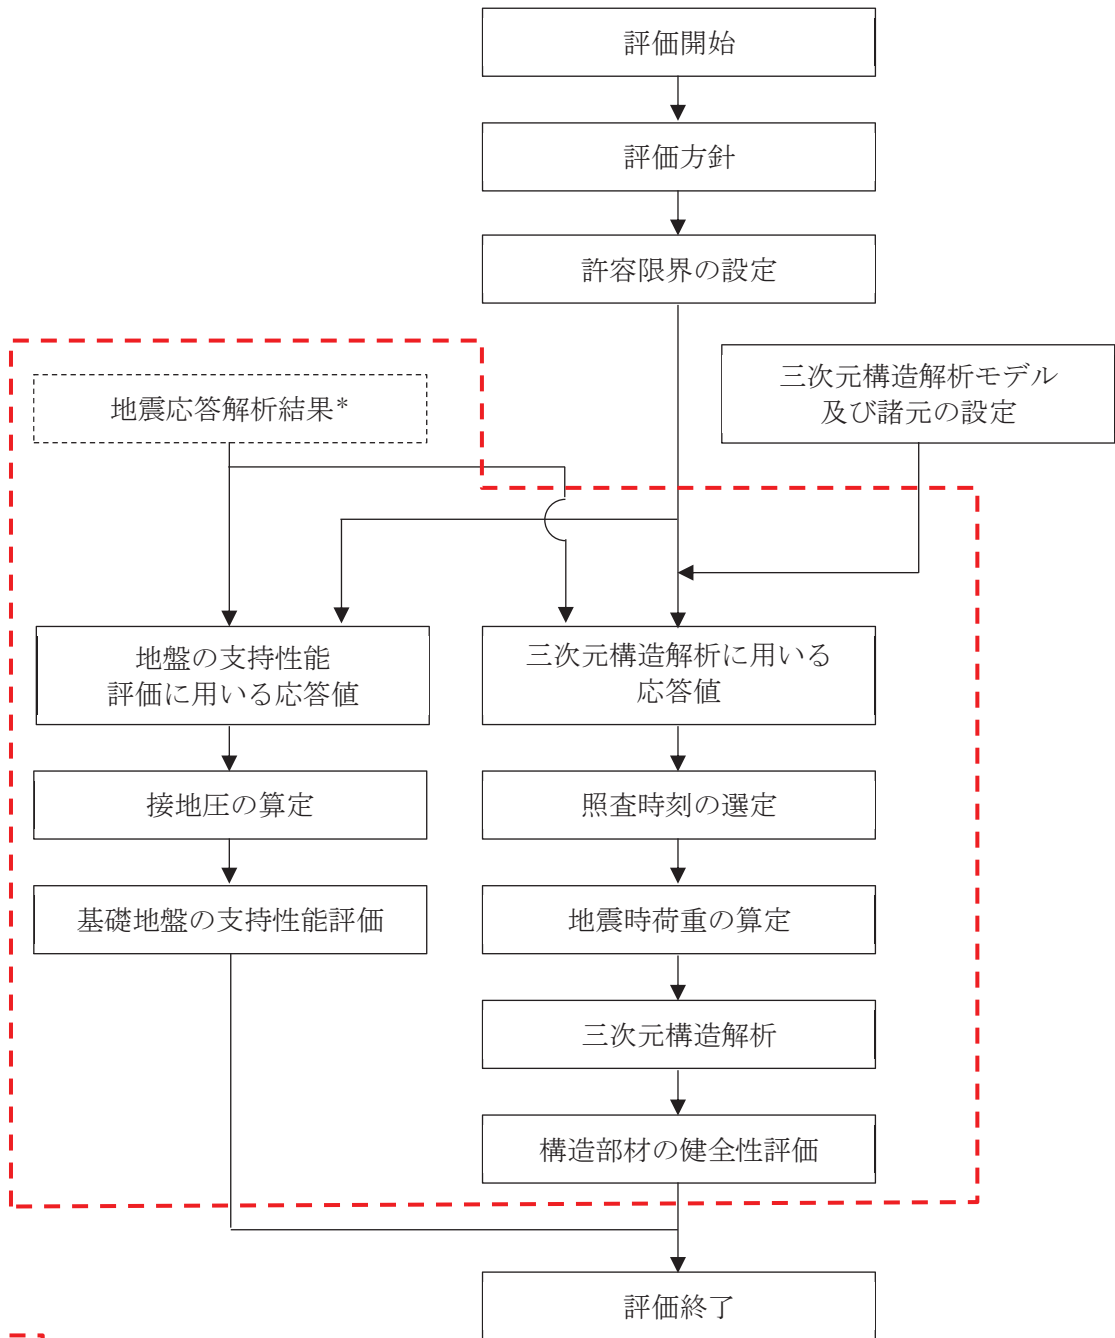 評価開始
評価方針
許容限界の設定
地震応答解析結果*
三次元構造解析モデル
及び諸元の設定
地盤の支持性能
評価に用いる応答値
三次元構造解析に用いる
応答値
接地圧の算定
照査時刻の選定
基礎地盤の支持性能評価
地震時荷重の算定
三次元構造解析
構造部材の健全性評価
評価終了